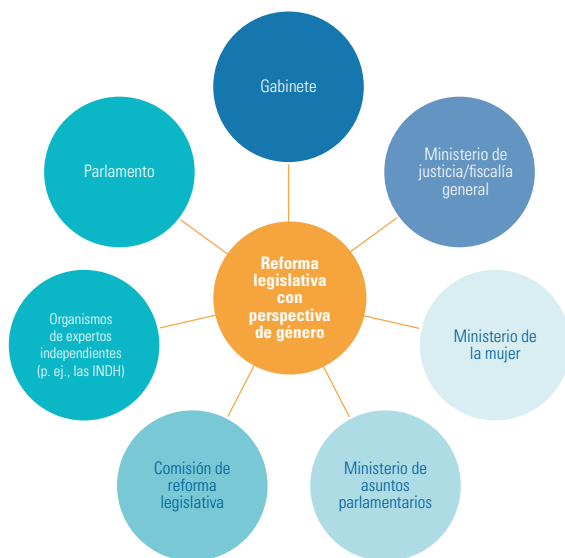 Gabinete
Ministerio de
justicia/fiscalía
general
Parlamento
Reforma
legislativa
con
perspectiva
de género
Organismos
de expertos
independientes
(p. ej., las INDH)
Ministerio de
la mujer
Comisión de
reforma
legislativa
Ministerio de
asuntos
parlamentarios